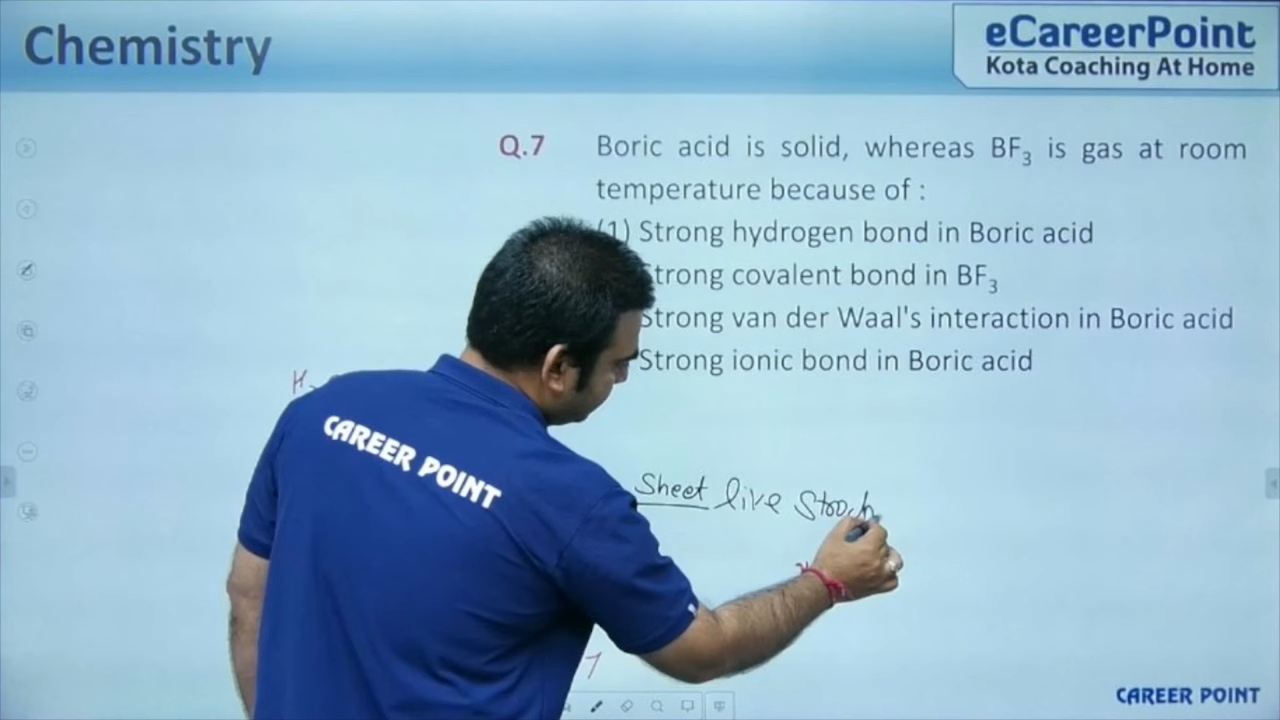 Chemistry
eCareerPoint
Kota Coaching At Home
Q.7 Boric acid is solid, whereas BF₃ is gas at room
temperature because of :
(1) Strong hydrogen bond in Boric acid
Strong covalent bond in BF₃
Strong van der Waal's interaction in Boric acid
Strong ionic bond in Boric acid
H-
CAREER POINT
Sheet like
CAREER POINT